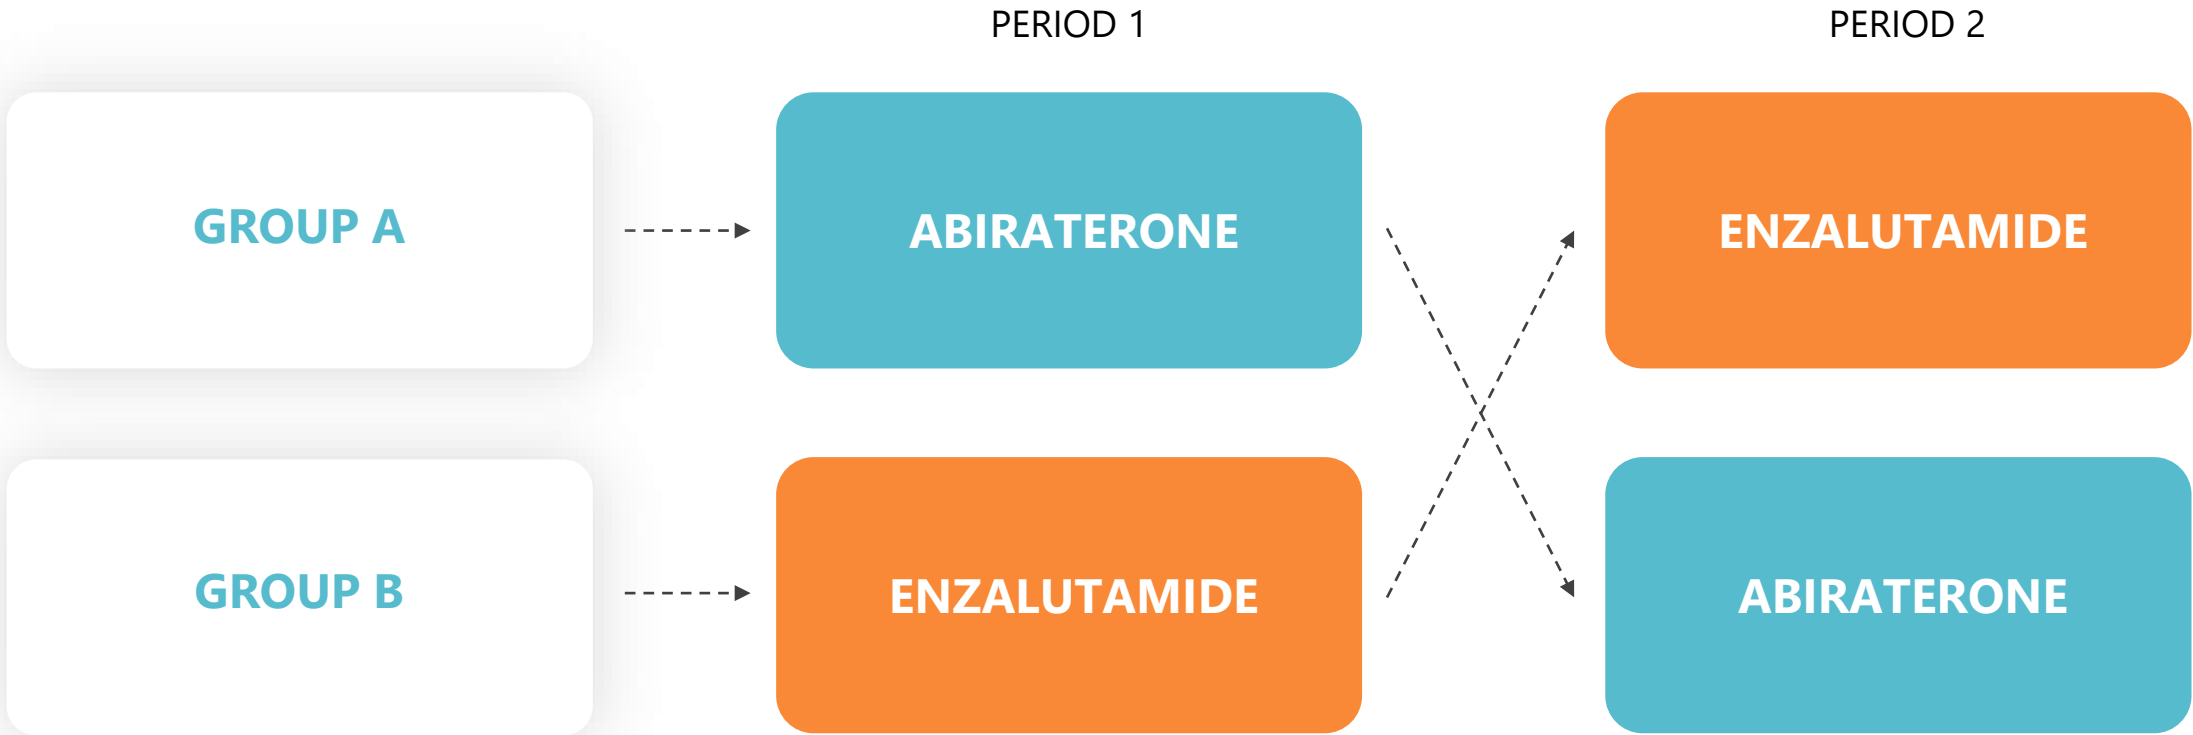 PERIOD 1
PERIOD 2
GROUP A
ABIRATERONE
ENZALUTAMIDE
GROUP B
ENZALUTAMIDE
ABIRATERONE